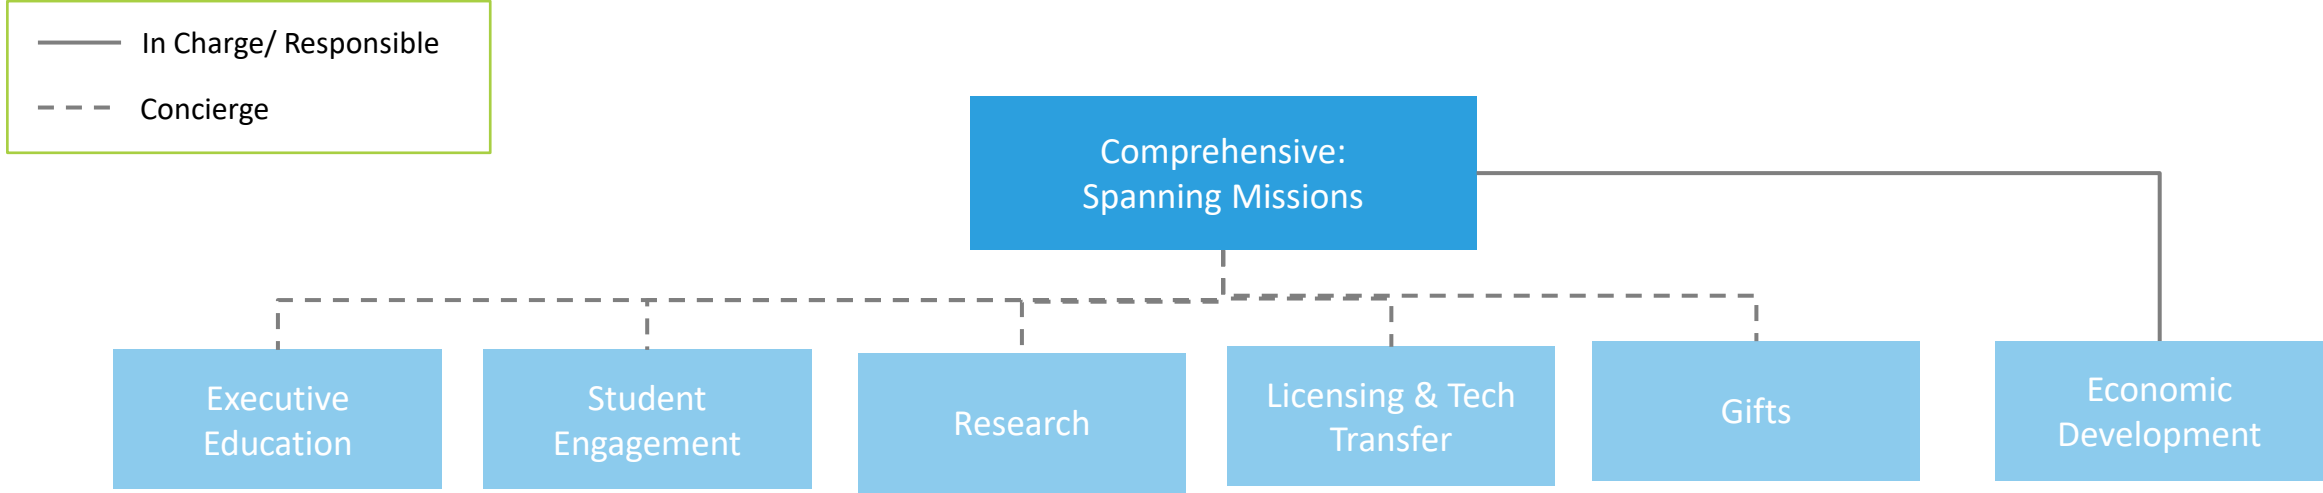 In Charge/ Responsible
Concierge
Comprehensive:
Spanning Missions
Executive
Education
Student
Engagement
Research
Licensing & Tech
Transfer
Gifts
Economic
Development